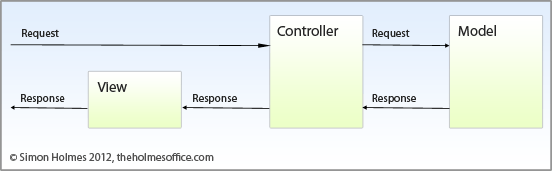 Request
Controller
Request
Model
Response
View
Response
Response
© Simon Holmes 2012, theholmesoffice.com